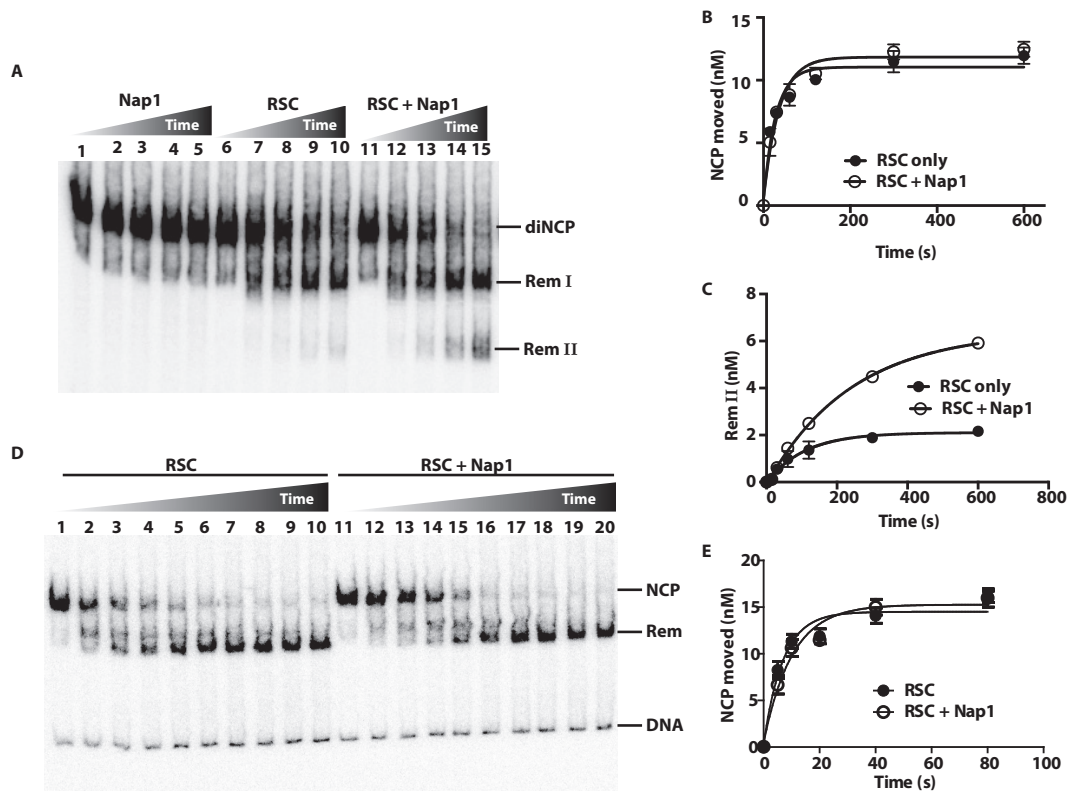 A
Nap1
RSC
RSC + Nap1
Time
Time
Time
1 2 3 4 5 6 7 8 9 10 11 12 13 14 15
diNCP
Rem I
Rem II
B
NCP moved (nM)
15
10
5
0
0 200 400 600
Time (s)
RSC only
RSC + Nap1
C
Rem II (nM)
8
6
4
2
0
0 200 400 600 800
Time (s)
RSC only
RSC + Nap1
D
RSC
RSC + Nap1
Time
Time
1 2 3 4 5 6 7 8 9 10 11 12 13 14 15 16 17 18 19 20
NCP
Rem
DNA
E
NCP moved (nM)
20
15
10
5
0
0 20 40 60 80 100
Time (s)
RSC
RSC + Nap1